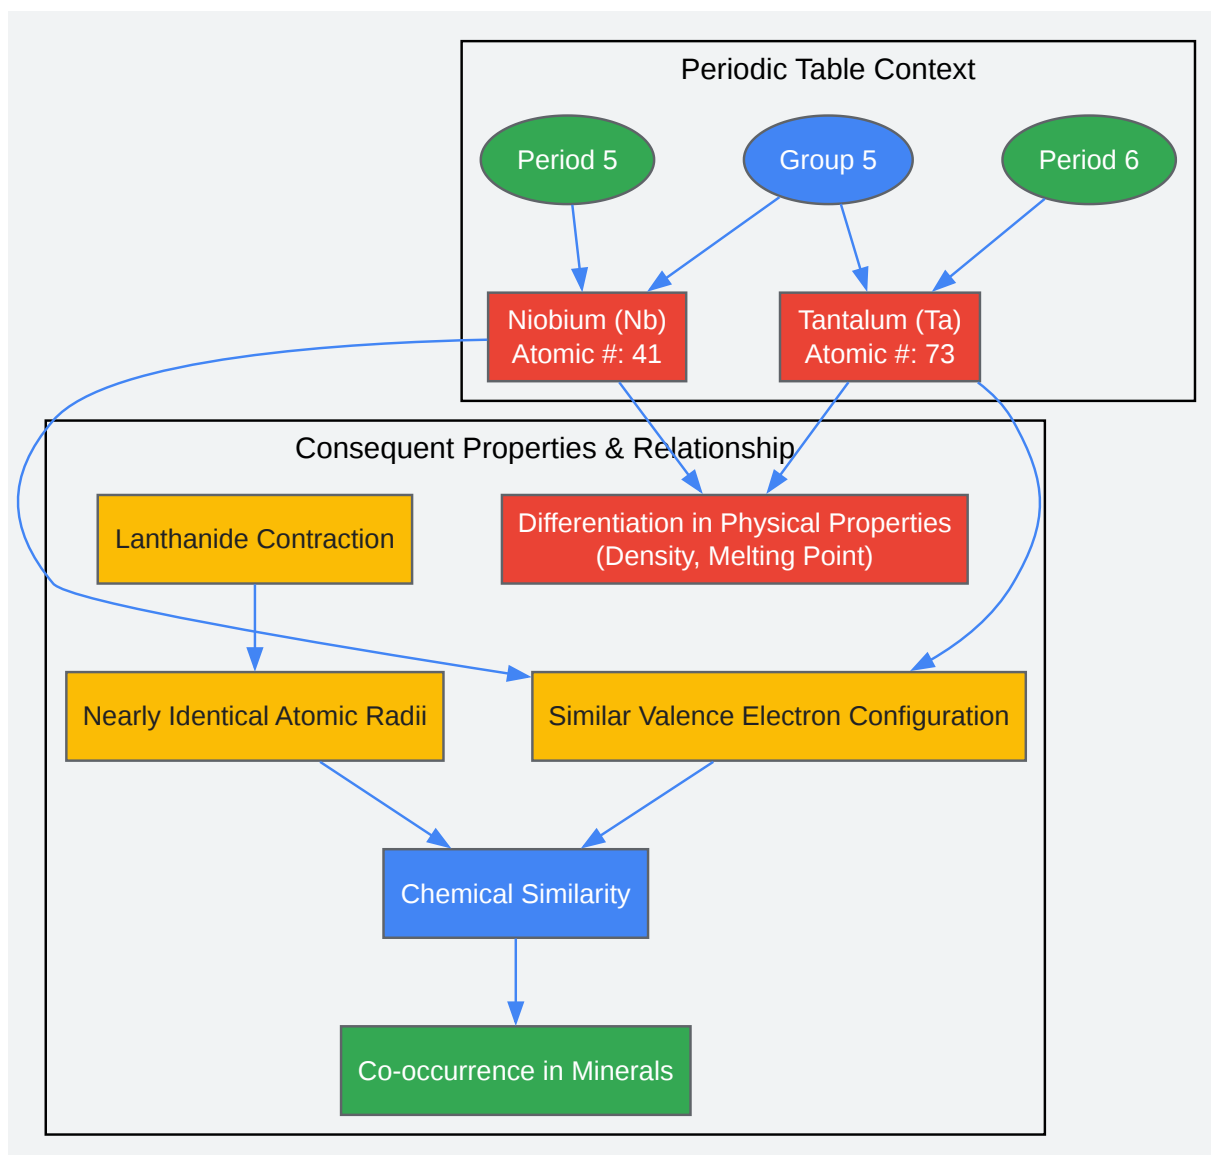 Periodic Table Context
Period 5
Group 5
Period 6
Niobium (Nb)
Atomic #: 41
Tantalum (Ta)
Atomic #: 73
Consequent Properties & Relationship
Lanthanide Contraction
Differentiation in Physical Properties
(Density, Melting Point)
Nearly Identical Atomic Radii
Similar Valence Electron Configuration
Chemical Similarity
Co-occurrence in Minerals